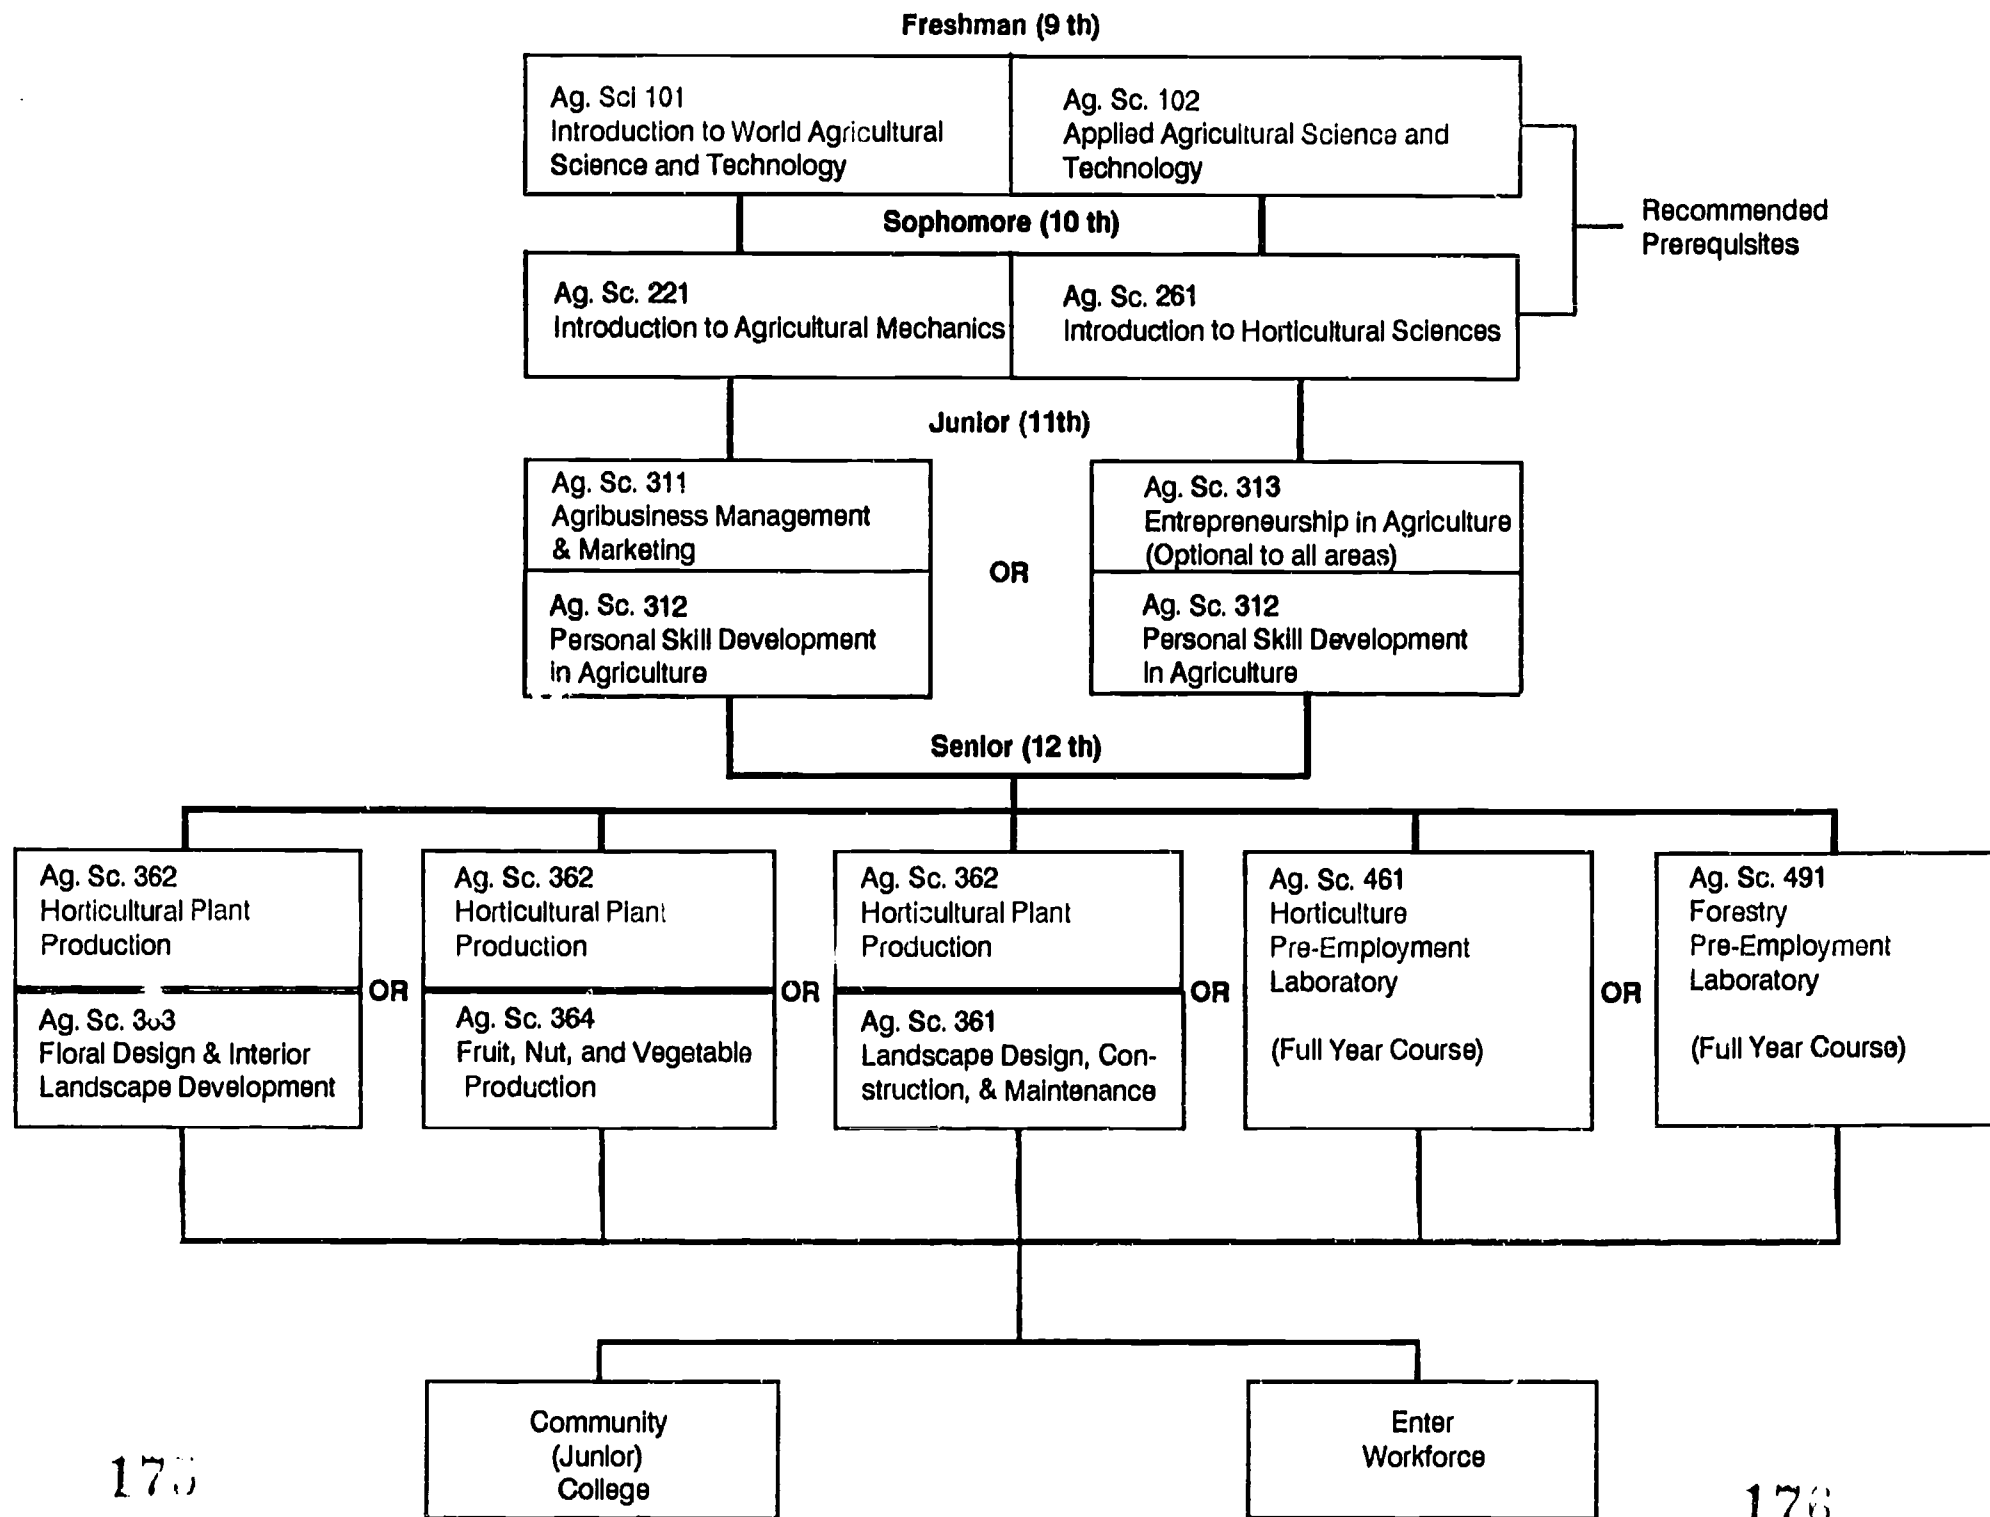 Freshman (9 th)
Ag. Sci 101
Introduction to World Agricultural
Science and Technology
Ag. Sc. 102
Applied Agricultural Science and
Technology
Recommended
Prerequisites
Sophomore (10 th)
Ag. Sc. 221
Introduction to Agricultural Mechanics
Ag. Sc. 261
Introduction to Horticultural Sciences
Junior (11th)
Ag. Sc. 311
Agribusiness Management
& Marketing
Ag. Sc. 312
Personal Skill Development
in Agriculture
OR
Ag. Sc. 313
Entrepreneurship in Agriculture
(Optional to all areas)
Ag. Sc. 312
Personal Skill Development
in Agriculture
Senior (12 th)
Ag. Sc. 362
Horticultural Plant
Production
Ag. Sc.
Floral Design & Interior
Landscape Development
OR
Ag. Sc. 362
Horticultural Plant
Production
Ag. Sc. 364
Fruit, Nut, and Vegetable
Production
OR
Ag. Sc. 362
Horticultural Plant
Production
Ag. Sc. 361
Landscape Design, Con-
struction, & Maintenance
OR
Ag. Sc. 461
Horticulture
Pre-Employment
Laboratory
(Full Year Course)
OR
Ag. Sc. 491
Forestry
Pre-Employment
Laboratory
(Full Year Course)
Community
(Junior)
College
Enter
Workforce
176